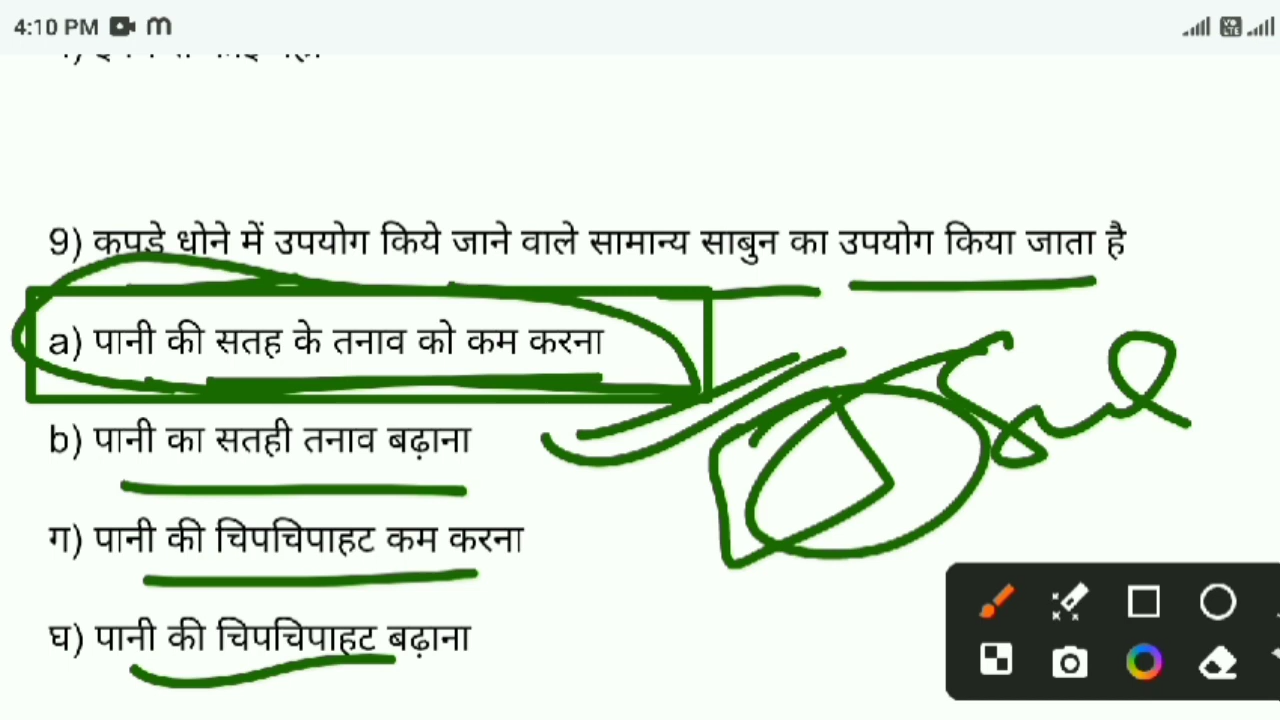 4:10 PM
9) कपड़े धोने में उपयोग किये जाने वाले सामान्य साबुन का उपयोग किया जाता है
a) पानी की सतह के तनाव को कम करना
b) पानी का सतही तनाव बढ़ाना
ग) पानी की चिपचिपाहट कम करना
घ) पानी की चिपचिपाहट बढ़ाना